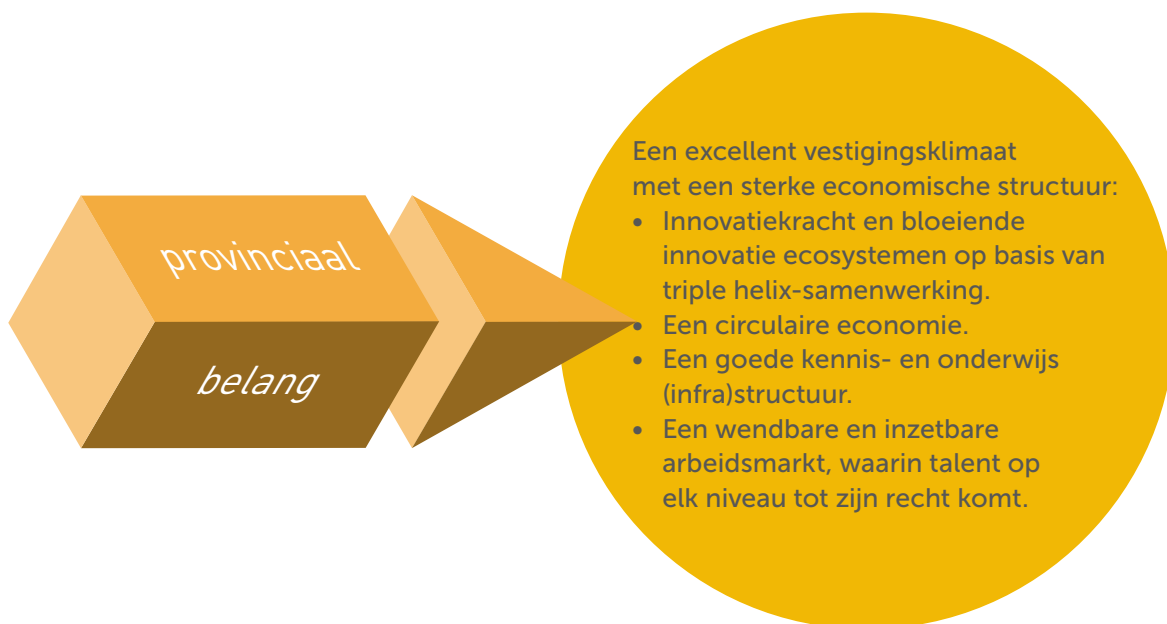 provinciaal
belang
Een excellent vestigingsklimaat
met een sterke economische structuur:
• Innovatiekracht en bloeiende
innovatie ecosystemen op basis van
triple helix-samenwerking.
• Een circulaire economie.
• Een goede kennis- en onderwijs
(infra)structuur.
• Een wendbare en inzetbare
arbeidsmarkt, waarin talent op
elk niveau tot zijn recht komt.